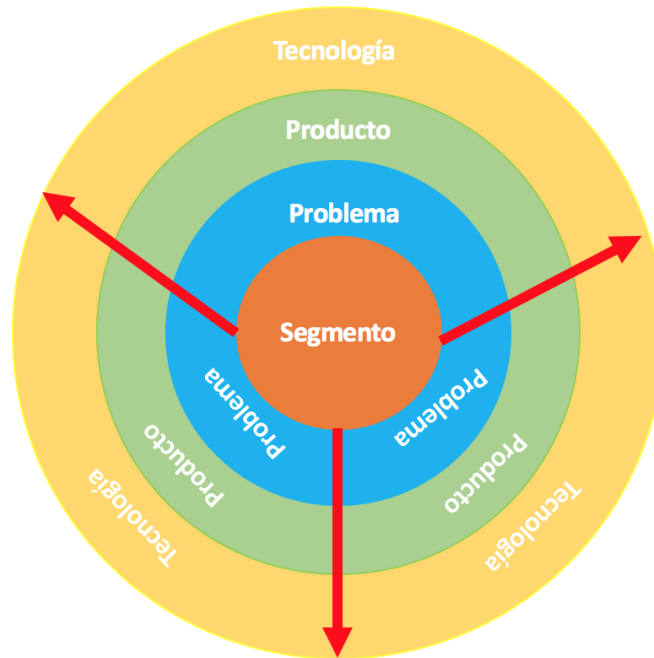 Tecnología
Producto
Problema
Segmento
Problema
Problema
Producto
Producto
Tecnología
Tecnología